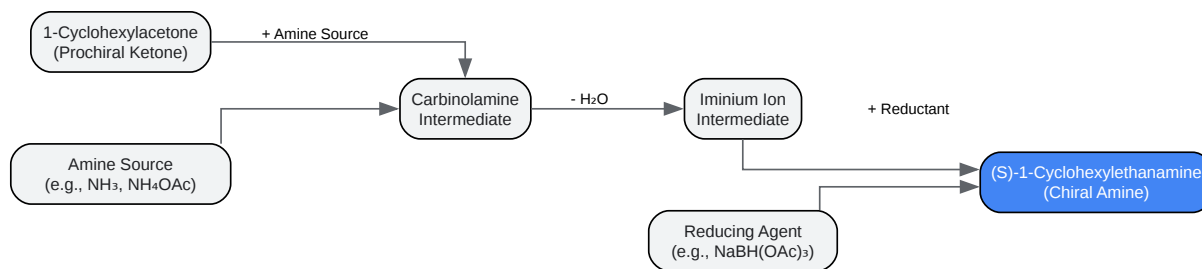 1-Cyclohexylacetone
(Prochiral Ketone)
+ Amine Source
Carbinolamine
Intermediate
- H₂O
Iminium Ion
Intermediate
+ Reductant
Amine Source
(e.g., NH₃, NH₄OAc)
(S)-1-Cyclohexylethanamine
(Chiral Amine)
Reducing Agent
(e.g., NaBH(OAc)₃)